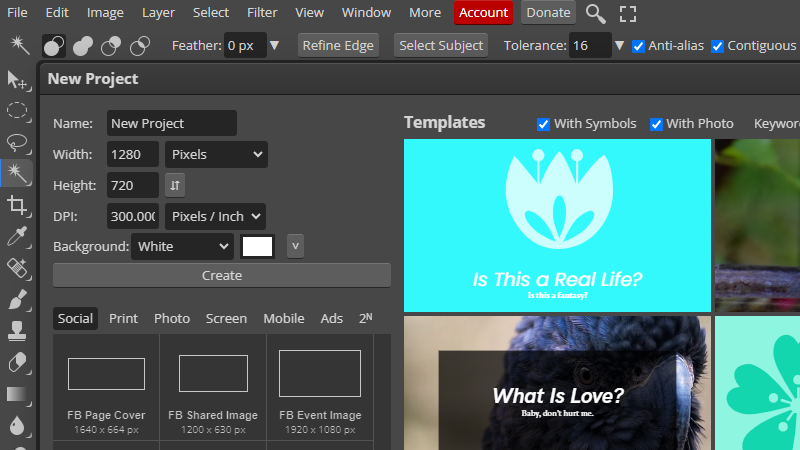 File Edit Image Layer Select Filter View Window More Account Donate
Feather: 0 px Refine Edge Select Subject Tolerance: 16 Anti-alias Contiguous
New Project
Name: New Project
Width: 1280 Pixels
Height: 720
DPI: 300.000 Pixels / Inch
Background: White
Create
Social Print Photo Screen Mobile Ads 2ᴺ
FB Page Cover FB Shared Image FB Event Image
1640 x 664 px 1200 x 630 px 1920 x 1080 px
Templates With Symbols With Photo
Is This a Real Life?
Is this a fantasy?
What Is Love?
Baby, don't hurt me.